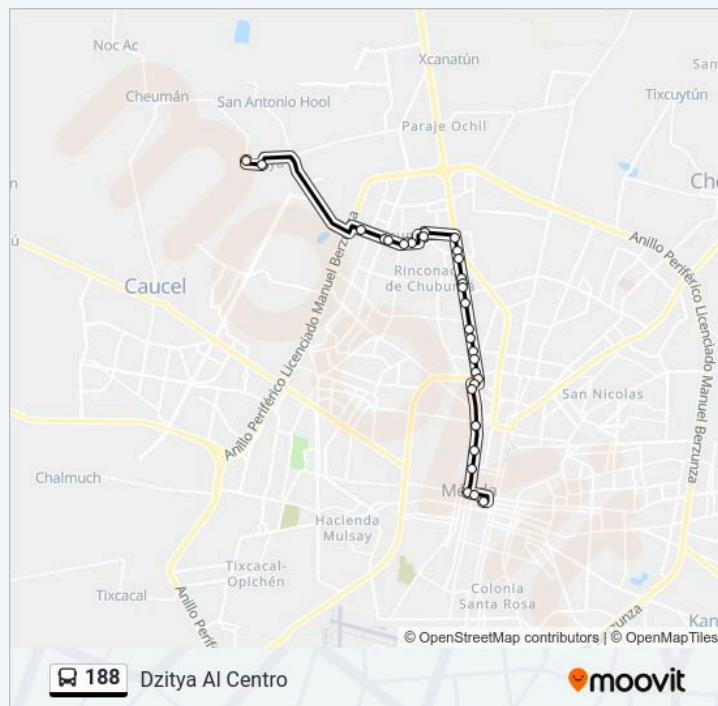 Noc Ac
Xcanatún
Cheumán
San Antonio Hool
Tixcuytún
Paraje Ochil
Anillo Periférico Licenciado Manuel Berzunza
Rinconada
de Chuburná
Caucel
Anillo Periférico Licenciado Manuel Berzunza
San Nicolas
Chalmuch
Mérida
Hacienda
Mulsay
Tixcacal-
Opichén
Tixcacal
Colonia
Santa Rosa
© OpenStreetMap contributors | © OpenMapTiles
188 Dzitya Al Centro
moovit